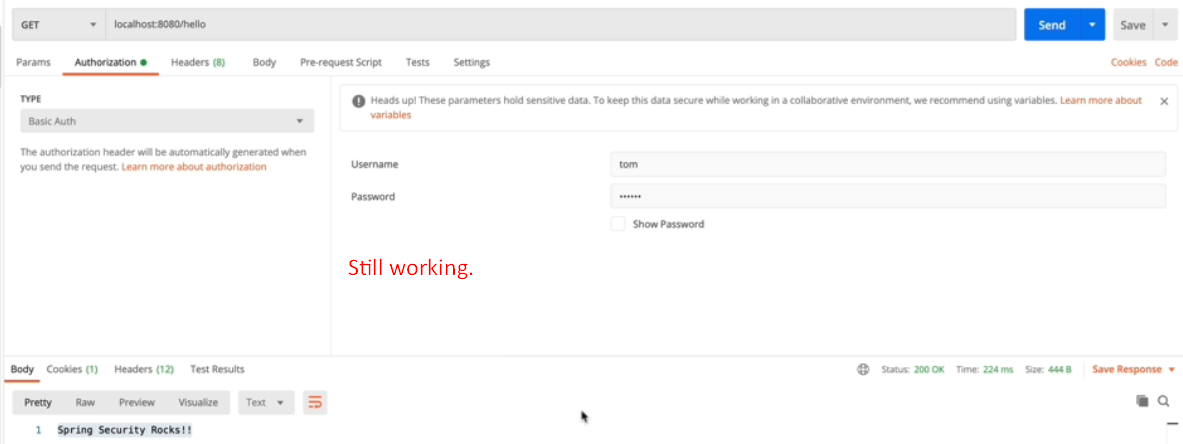 GET localhost:8080/hello Send Save
Params Authorization Headers (8) Body Pre-request Script Tests Settings Cookies Code
TYPE
Basic Auth
The authorization header will be automatically generated when
you send the request. Learn more about authorization
Heads up! These parameters hold sensitive data. To keep this data secure while working in a collaborative environment, we recommend using variables. Learn more about
variables
Username tom
Password ••••••
Show Password
Still working.
Body Cookies (1) Headers (12) Test Results Status: 200 OK Time: 224 ms Size: 444 B Save Response
Pretty Raw Preview Visualize Text
1 Spring Security Rocks!!